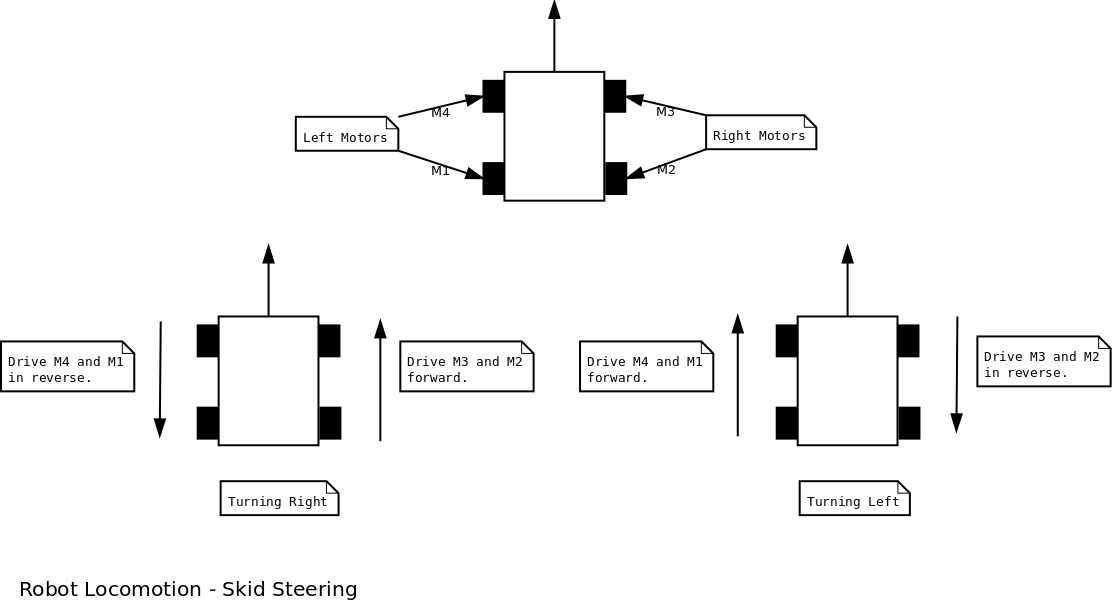 M4
M3
Left Motors
Right Motors
M1
M2
Drive M4 and M1
in reverse.
Drive M3 and M2
forward.
Drive M4 and M1
forward.
Drive M3 and M2
in reverse.
Turning Right
Turning Left
Robot Locomotion - Skid Steering